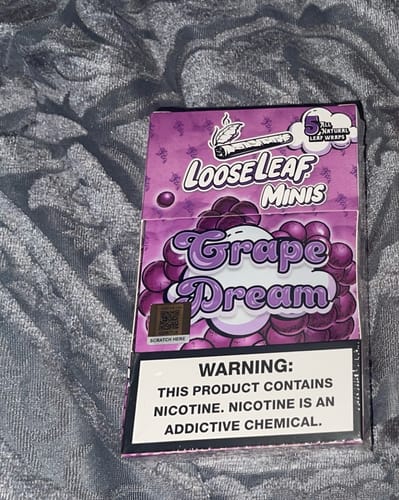 5 ALL
NATURAL
LEAF WRAPS
LOOSELEAF
MINIS
Grape
Dream
SCRATCH HERE
WARNING:
THIS PRODUCT CONTAINS
NICOTINE. NICOTINE IS AN
ADDICTIVE CHEMICAL.